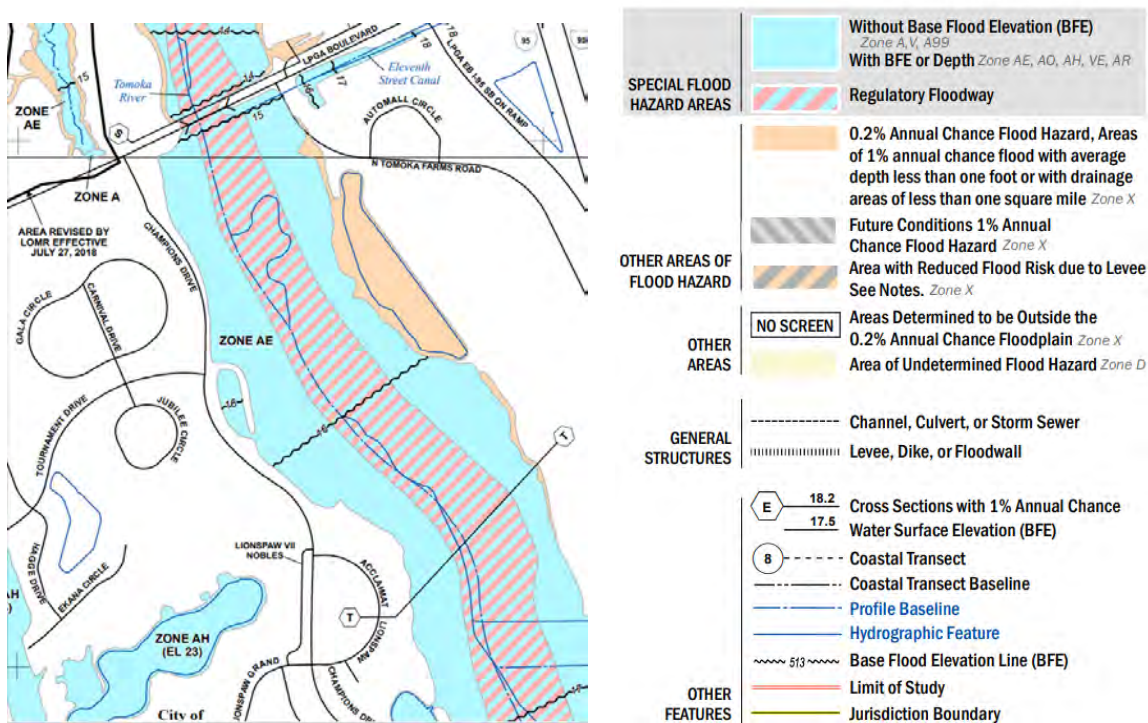 14
18
LPGA BOULEVARD
LPGA EB I-95 SB ON RAMP
95
15
Tomoka
River
14
Eleventh
Street Canal
17
ZONE
AE
S
15
AUTOMALL CIRCLE
N TOMOKA FARMS ROAD
ZONE A
AREA REVISED BY
LOMR EFFECTIVE
JULY 27, 2018
CHAMPIONS DRIVE
GALA CIRCLE
CARNIVAL DRIVE
ZONE AE
TOURNAMENT DRIVE
JUBILEE CIRCLE
16
16
T
LIONSPAW VII
NOBLES
ACCLAIMAT
LIONSPAW
HAGGE DRIVE
EKANA CIRCLE
T
AH
ZONE AH
(EL 23)
LIONSPAW GRAND
CHAMPIONS DR
City of
SPECIAL FLOOD
HAZARD AREAS
Without Base Flood Elevation (BFE)
Zone A,V, A99
With BFE or Depth Zone AE, AO, AH, VE, AR
Regulatory Floodway
OTHER AREAS OF
FLOOD HAZARD
0.2% Annual Chance Flood Hazard, Areas
of 1% annual chance flood with average
depth less than one foot or with drainage
areas of less than one square mile Zone X
Future Conditions 1% Annual
Chance Flood Hazard Zone X
Area with Reduced Flood Risk due to Levee
See Notes. Zone X
OTHER
AREAS
NO SCREEN
Areas Determined to be Outside the
0.2% Annual Chance Floodplain Zone X
Area of Undetermined Flood Hazard Zone D
GENERAL
STRUCTURES
Channel, Culvert, or Storm Sewer
Levee, Dike, or Floodwall
E
18.2
17.5
Cross Sections with 1% Annual Chance
Water Surface Elevation (BFE)
8
Coastal Transect
Coastal Transect Baseline
Profile Baseline
Hydrographic Feature
513
Base Flood Elevation Line (BFE)
Limit of Study
Jurisdiction Boundary
OTHER
FEATURES